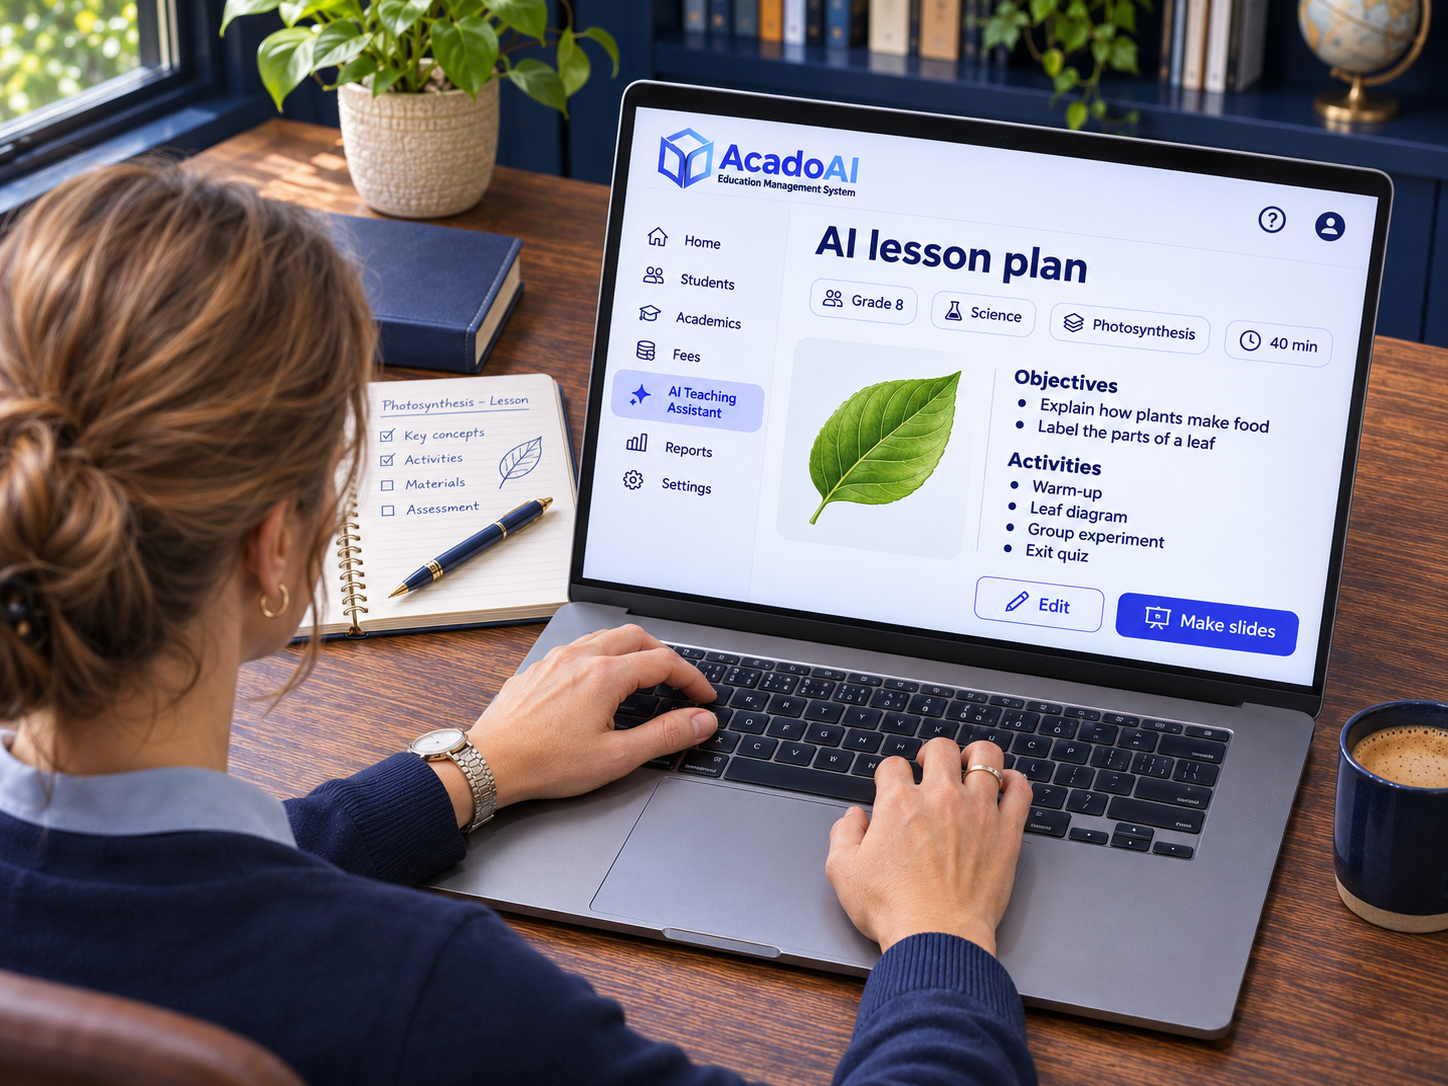 AcadoAI
Education Management System
Home
Students
Academics
Fees
AI Teaching
Assistant
Reports
Settings
AI lesson plan
Grade 8
Science
Photosynthesis
40 min
Objectives
Explain how plants make food
Label the parts of a leaf
Activities
Warm-up
Leaf diagram
Group experiment
Exit quiz
Edit
Make slides
Photosynthesis – Lesson
Key concepts
Activities
Materials
Assessment